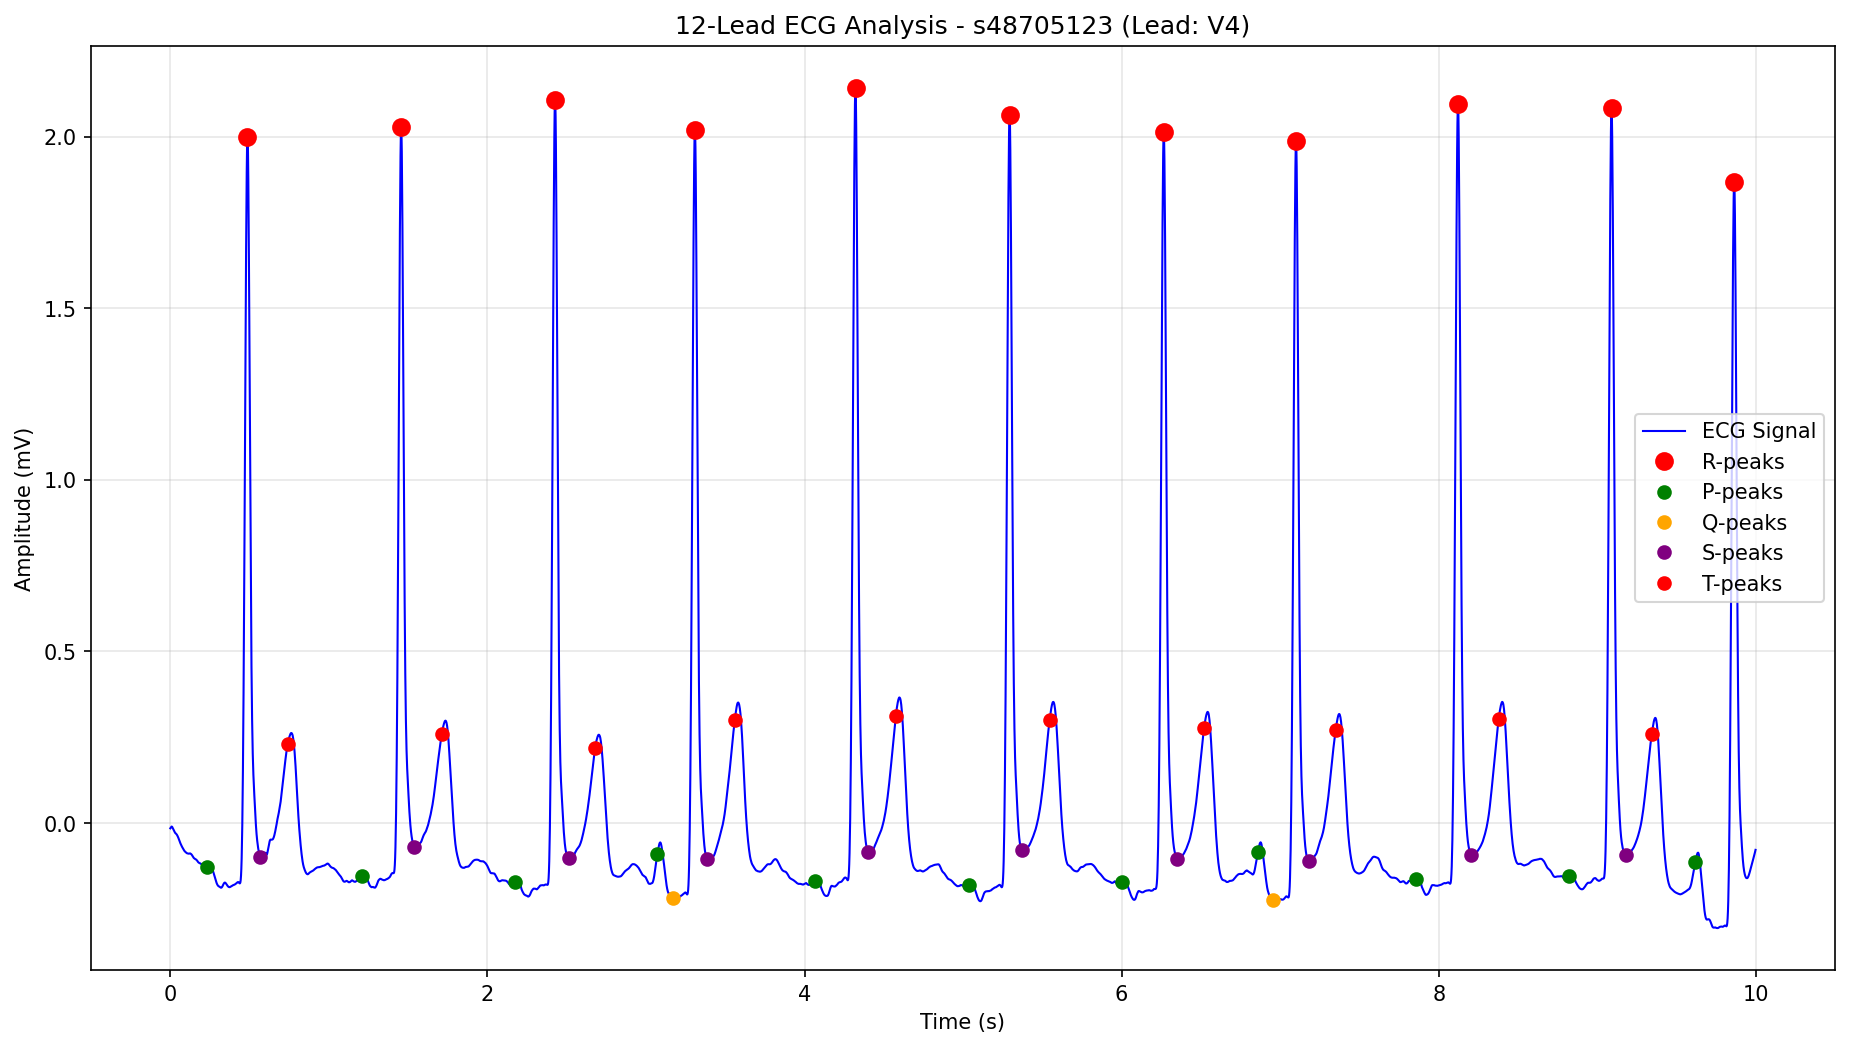 12-Lead ECG Analysis - s48705123 (Lead: V4)
Amplitude (mV)
2.0
1.5
1.0
0.5
0.0
ECG Signal
R-peaks
P-peaks
Q-peaks
S-peaks
T-peaks
0 2 4 6 8 10
Time (s)